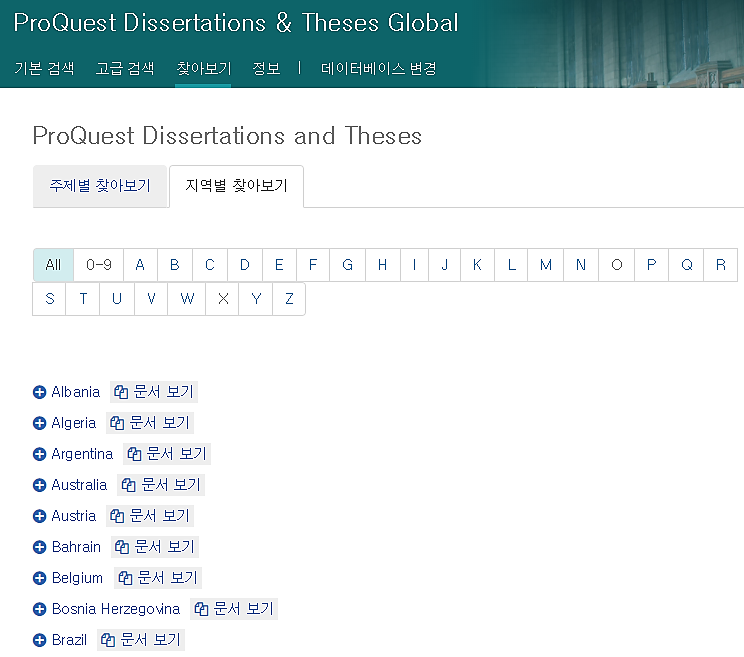 ProQuest Dissertations & Theses Global
기본 검색 고급 검색 찾아보기 정보 | 데이터베이스 변경
ProQuest Dissertations and Theses
주제별 찾아보기 지역별 찾아보기
All 0-9 A B C D E F G H I J K L M N O P Q R
S T U V W X Y Z
Albania 문서 보기
Algeria 문서 보기
Argentina 문서 보기
Australia 문서 보기
Austria 문서 보기
Bahrain 문서 보기
Belgium 문서 보기
Bosnia Herzegovina 문서 보기
Brazil 문서 보기